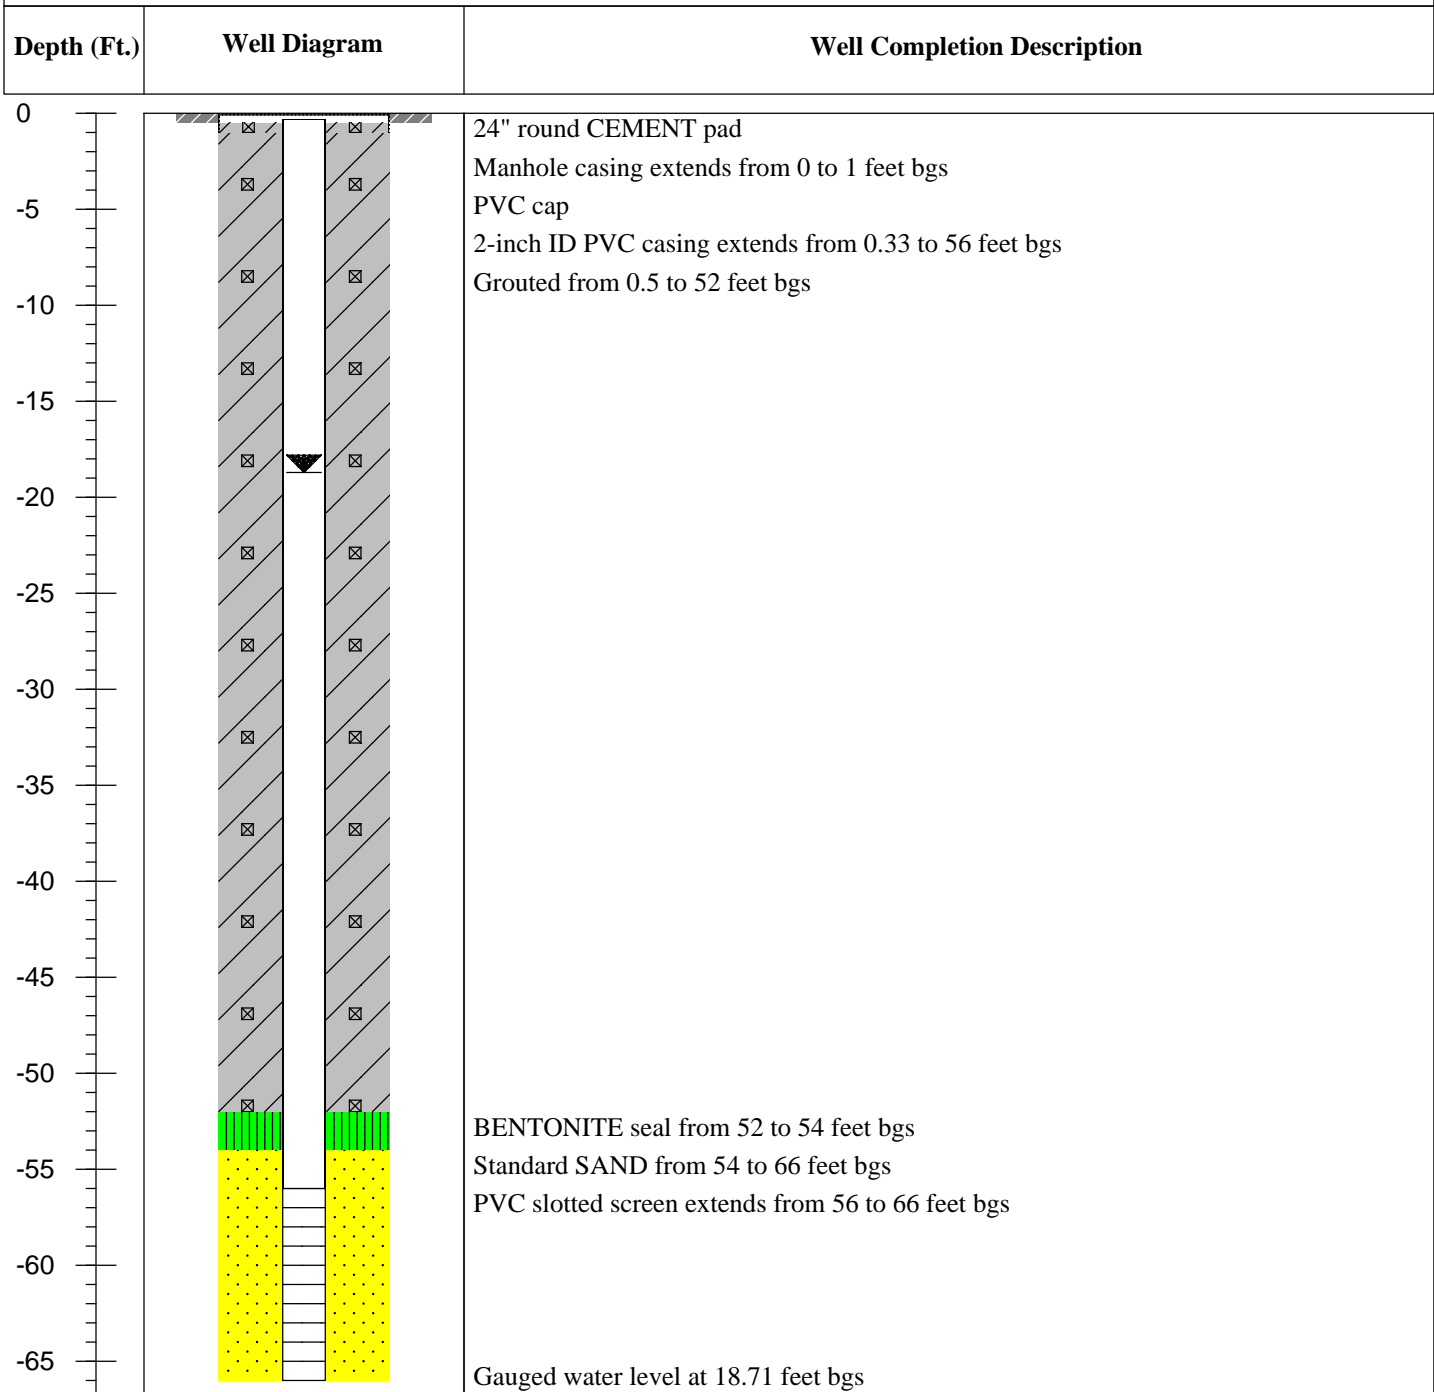 Depth (Ft.) Well Diagram Well Completion Description
0
24" round CEMENT pad
Manhole casing extends from 0 to 1 feet bgs
-5
PVC cap
2-inch ID PVC casing extends from 0.33 to 56 feet bgs
Grouted from 0.5 to 52 feet bgs
-10
-15
-20
-25
-30
-35
-40
-45
-50
BENTONITE seal from 52 to 54 feet bgs
-55
Standard SAND from 54 to 66 feet bgs
PVC slotted screen extends from 56 to 66 feet bgs
-60
-65
Gauged water level at 18.71 feet bgs